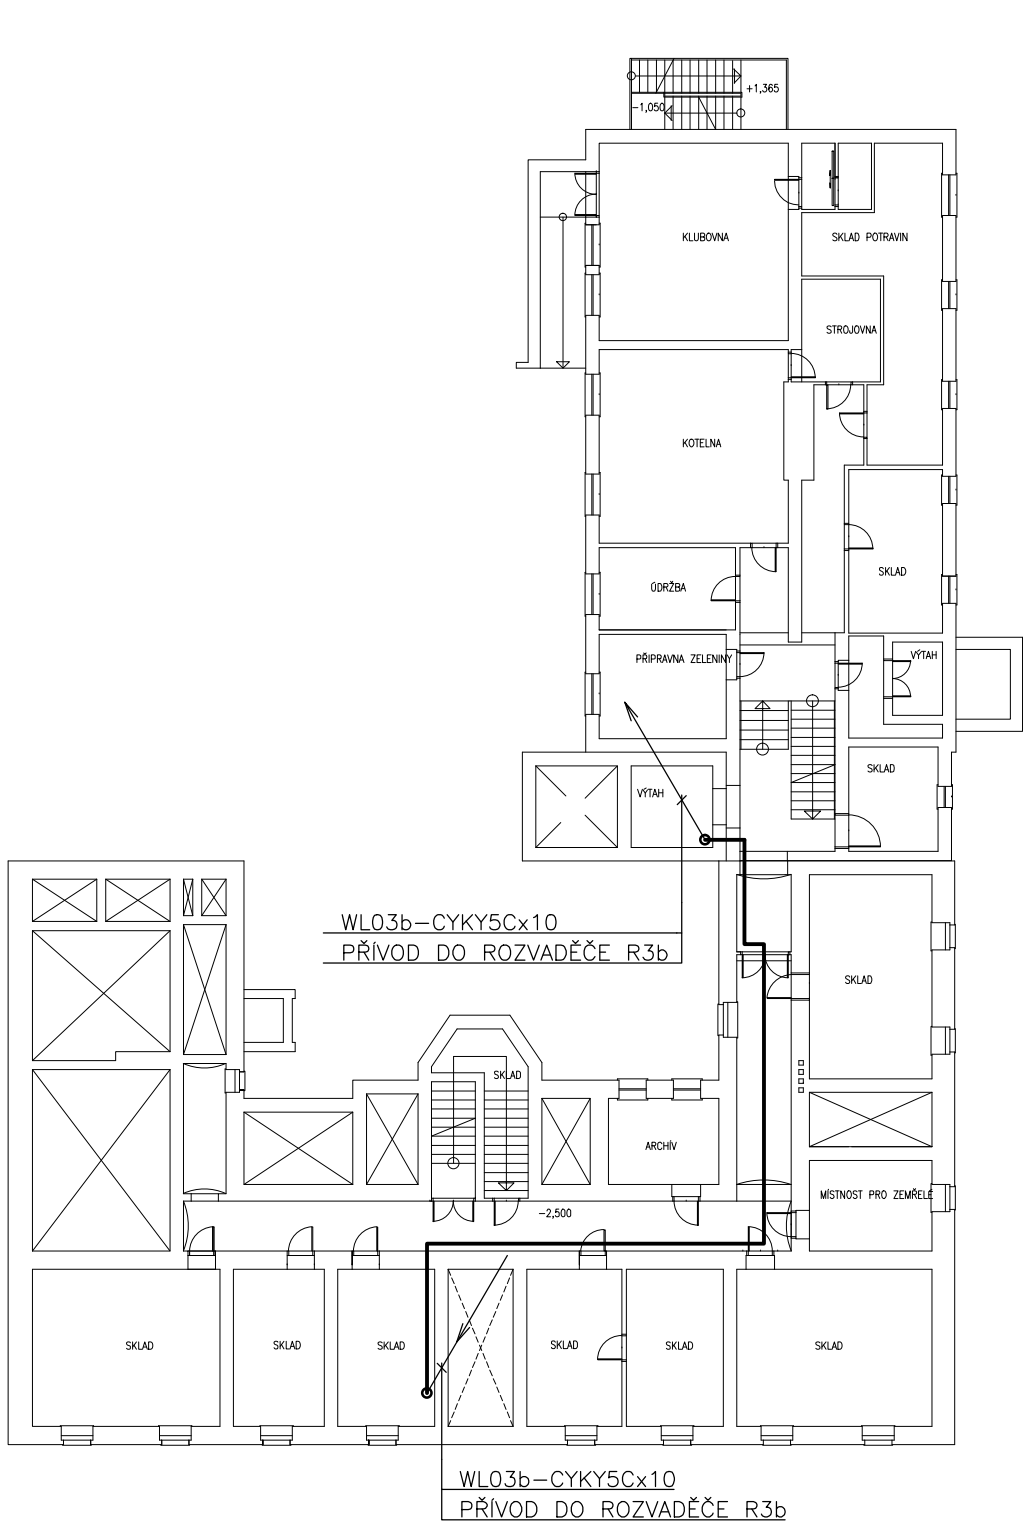 +1,365
-1,050
KLUBOVNA
SKLAD POTRAVIN
STROJOVNA
KOTELNA
SKLAD
ÚDRŽBA
PŘIPRAVNA ZELENINY
VÝTAH
SKLAD
VÝTAH
WL03b-CYKY5Cx10
PŘÍVOD DO ROZVADĚČE R3b
SKLAD
SKLAD
ARCHÍV
MÍSTNOST PRO ZEMŘELÉ
-2,500
SKLAD
SKLAD
SKLAD
SKLAD
SKLAD
SKLAD
WL03b-CYKY5Cx10
PŘÍVOD DO ROZVADĚČE R3b